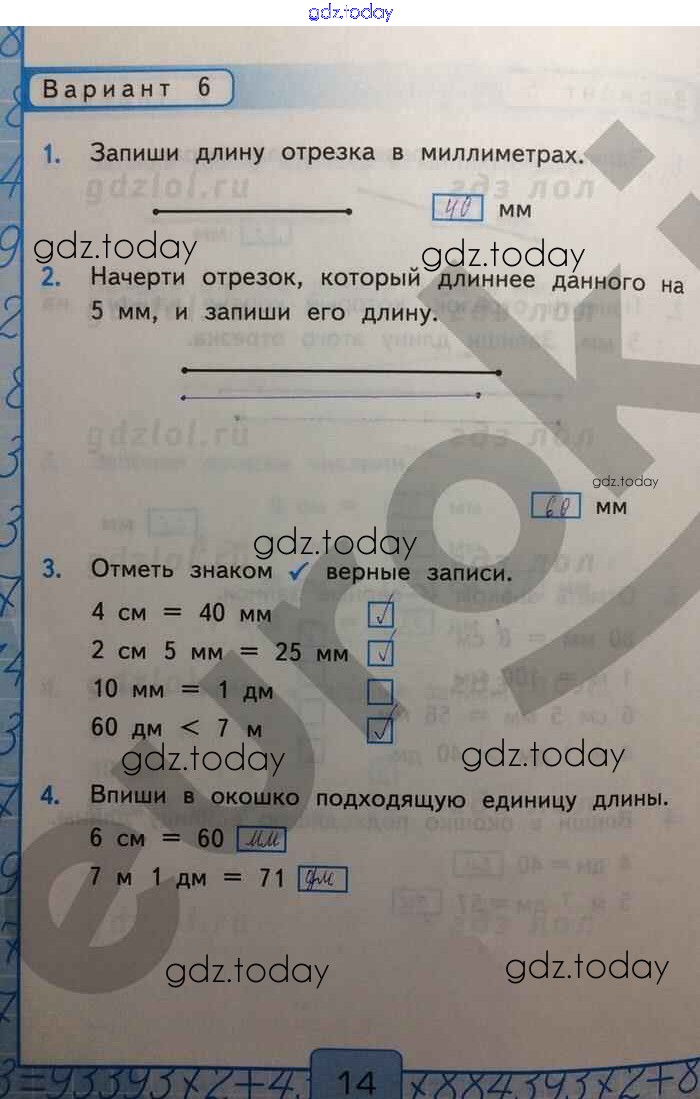 gdz.today
Вариант 6
1. Запиши длину отрезка в миллиметрах.
gdzlol.ru
40 мм
gdz.today
gdz.today
2. Начерти отрезок, который длиннее данного на
5 мм, и запиши его длину.
gdzlol.ru
gdz.today
60 мм
gdz.today
3. Отметь знаком ✓ верные записи.
4 см = 40 мм ✓
2 см 5 мм = 25 мм ✓
10 мм = 1 дм
60 дм < 7 м ✓
gdz.today
gdz.today
4. Впиши в окошко подходящую единицу длины.
6 см = 60 мм
7 м 1 дм = 71 дм
gdz.today
gdz.today
14